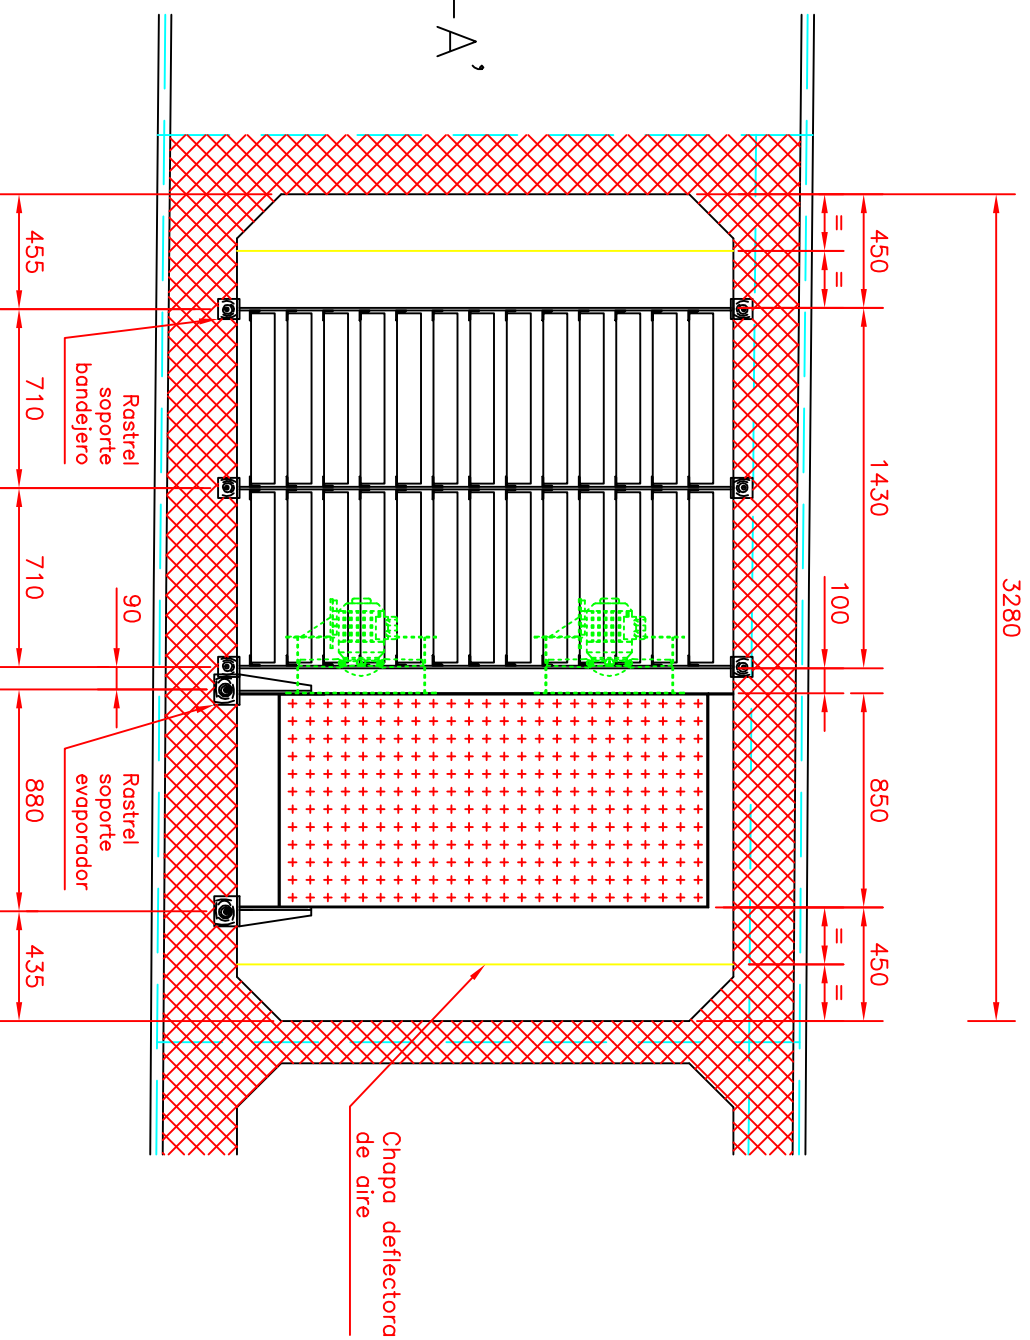 -A'
3280
=
=
450
1430
100
850
=
=
450
455
710
710
90
880
435
Rastrel
soporte
bandejero
Rastrel
soporte
evaporador
Chapa deflectora
de aire